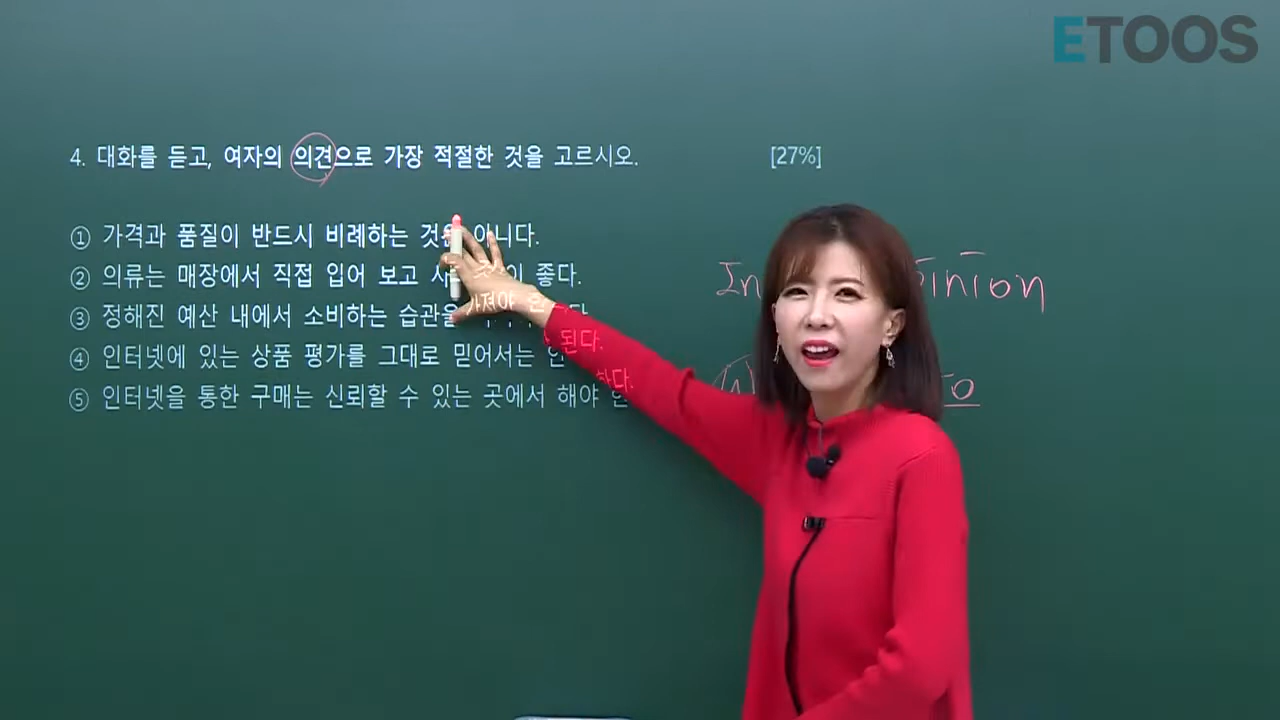 ETOOS
4. 대화를 듣고, 여자의 의견으로 가장 적절한 것을 고르시오. [27%]
① 가격과 품질이 반드시 비례하는 것은 아니다.
② 의류는 매장에서 직접 입어 보고 사는 것이 좋다.
③ 정해진 예산 내에서 소비하는 습관을 가져야 한다.
④ 인터넷에 있는 상품 평가를 그대로 믿어서는 안 된다.
⑤ 인터넷을 통한 구매는 신뢰할 수 있는 곳에서 해야 한다.
In